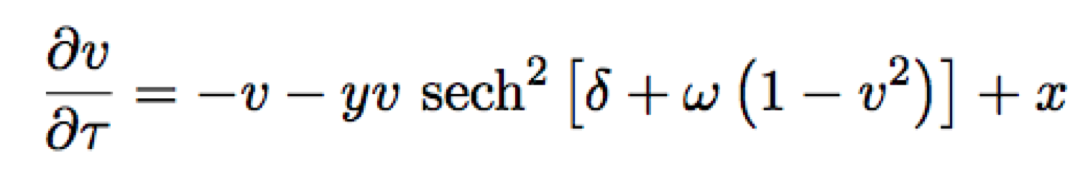 ∂v/∂τ = −v − yv sech² [δ + ω (1 − v²)] + x